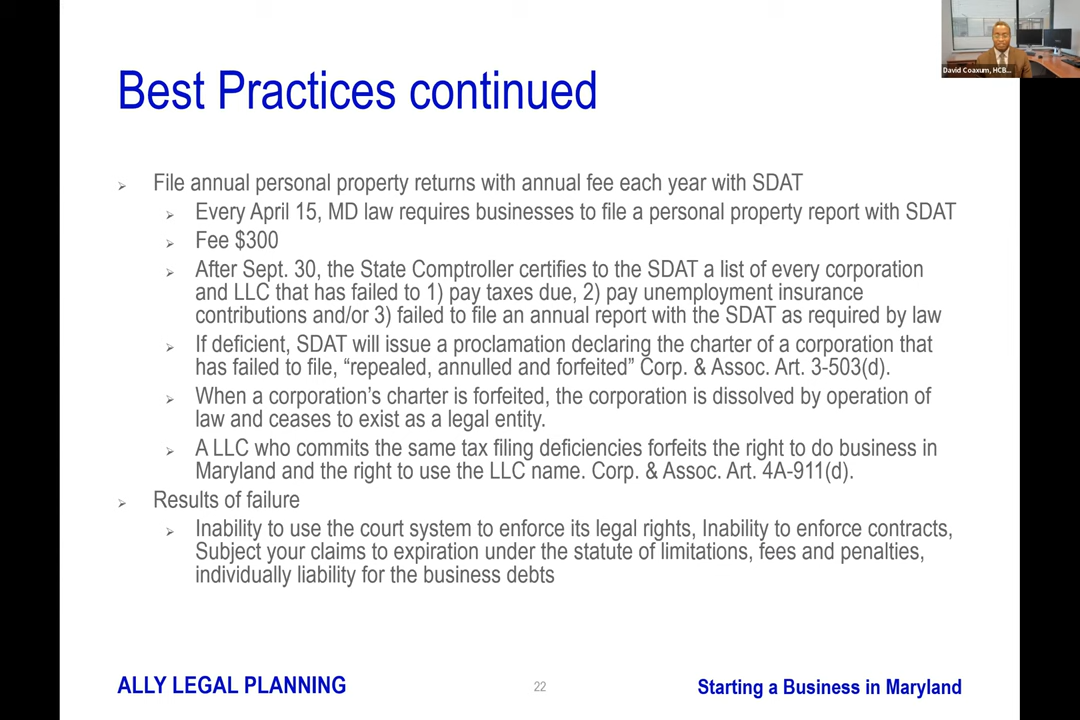 David Coaxum, HCB...
Best Practices continued
File annual personal property returns with annual fee each year with SDAT
Every April 15, MD law requires businesses to file a personal property report with SDAT
Fee $300
After Sept. 30, the State Comptroller certifies to the SDAT a list of every corporation
and LLC that has failed to 1) pay taxes due, 2) pay unemployment insurance
contributions and/or 3) failed to file an annual report with the SDAT as required by law
If deficient, SDAT will issue a proclamation declaring the charter of a corporation that
has failed to file, “repealed, annulled and forfeited” Corp. & Assoc. Art. 3-503(d).
When a corporation’s charter is forfeited, the corporation is dissolved by operation of
law and ceases to exist as a legal entity.
A LLC who commits the same tax filing deficiencies forfeits the right to do business in
Maryland and the right to use the LLC name. Corp. & Assoc. Art. 4A-911(d).
Results of failure
Inability to use the court system to enforce its legal rights, Inability to enforce contracts,
Subject your claims to expiration under the statute of limitations, fees and penalties,
individually liability for the business debts
ALLY LEGAL PLANNING
22
Starting a Business in Maryland